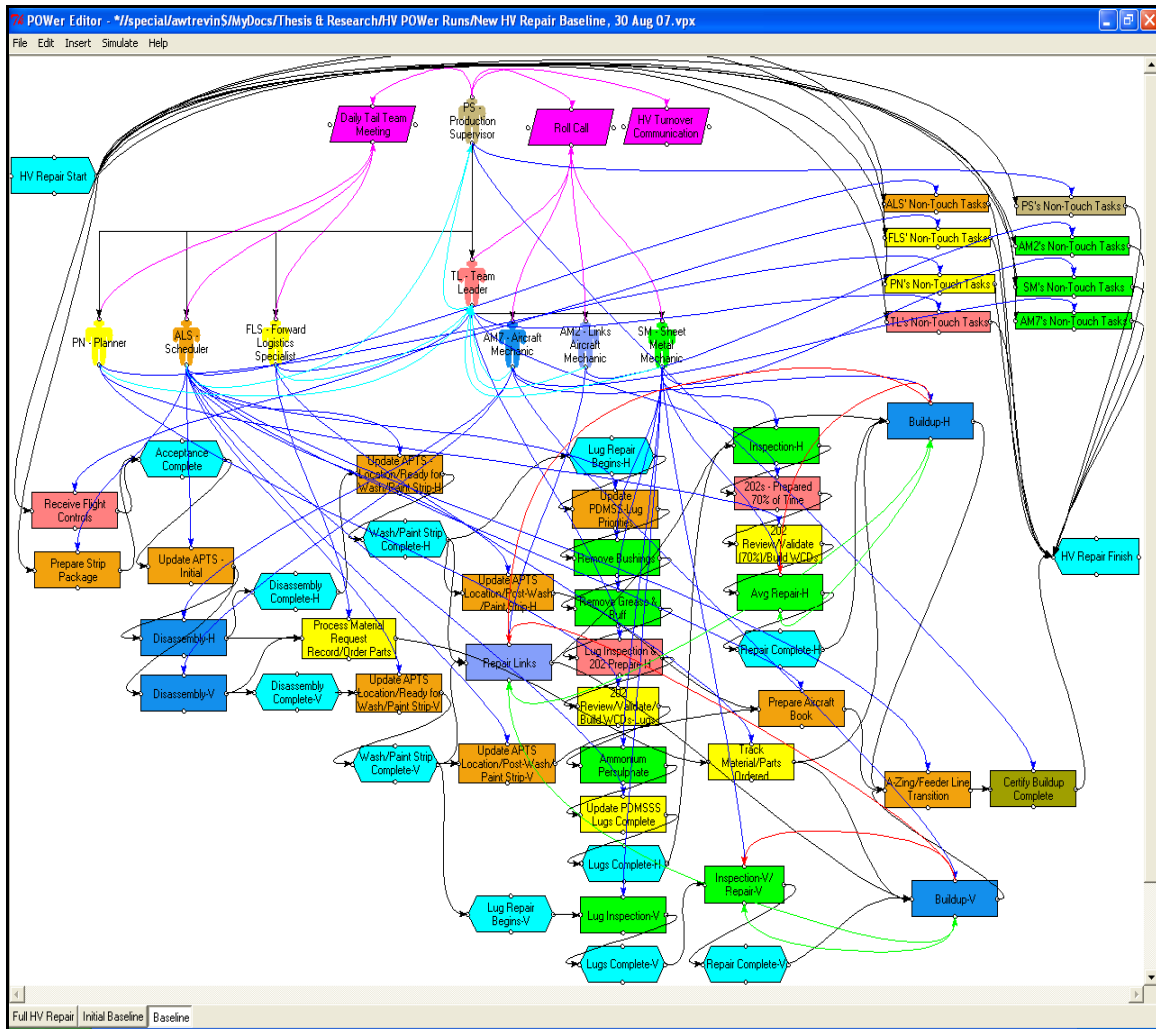 POWer Editor - *//special/awtrevinS/MyDocs/Thesis & Research/HV POWer Runs/New HV Repair Baseline, 30 Aug 07.vpx
File Edit Insert Simulate Help
Daily Tail Team
Meeting
PS -
Production
Supervisor
Roll Call
HV Turnover
Communication
HV Repair Start
ALS' Non-Touch Tasks
PS's Non-Touch Tasks
FLS' Non-Touch Tasks
AM2's Non-Touch Tasks
PN's Non-Touch Tasks
SM's Non-Touch Tasks
TL's Non-Touch Tasks
AM7's Non-Touch Tasks
TL - Team
Leader
PN - Planner
ALS -
Scheduler
FLS - Forward
Logistics
Specialist
AM7 - Aircraft
Mechanic
AM2 - Links
Aircraft
Mechanic
SM - Sheet
Metal
Mechanic
Buildup-H
Acceptance
Complete
Update APTS
Location/Ready for
Wash/Paint Strip-H
Lug Repair
Begins-H
Inspection-H
Receive Flight
Controls
Update
PDMSS-Lug
Priorities
202s - Prepared
70% of Time
Wash/Paint Strip
Complete-H
202
Review/Validate
(70%)/Build WCDs
HV Repair Finish
Prepare Strip
Package
Update APTS -
Initial
Remove Bushings
Disassembly
Complete-H
Update APTS
Location/Post-Wash/
Paint Strip-H
Remove Grease &
Buff
Avg Repair-H
Disassembly-H
Process Material
Request
Record/Order Parts
Repair Links
Lug Inspection &
202 Prepare-H
Repair Complete-H
Disassembly-V
Disassembly
Complete-V
Update APTS
Location/Ready for
Wash/Paint Strip-V
202
Review/Validate/
Build WCDs-Lugs
Prepare Aircraft
Book
Wash/Paint Strip
Complete-V
Update APTS
Location/Post-Wash/
Paint Strip-V
Ammonium
Persulphate
Track
Material/Parts
Ordered
A-Zing/Feeder Line
Transition
Certify Buildup
Complete
Update PDMSSS
Lugs Complete
Lugs Complete-H
Inspection-V/
Repair-V
Buildup-V
Lug Repair
Begins-V
Lug Inspection-V
Lugs Complete-V
Repair Complete-V
Full HV Repair Initial Baseline Baseline